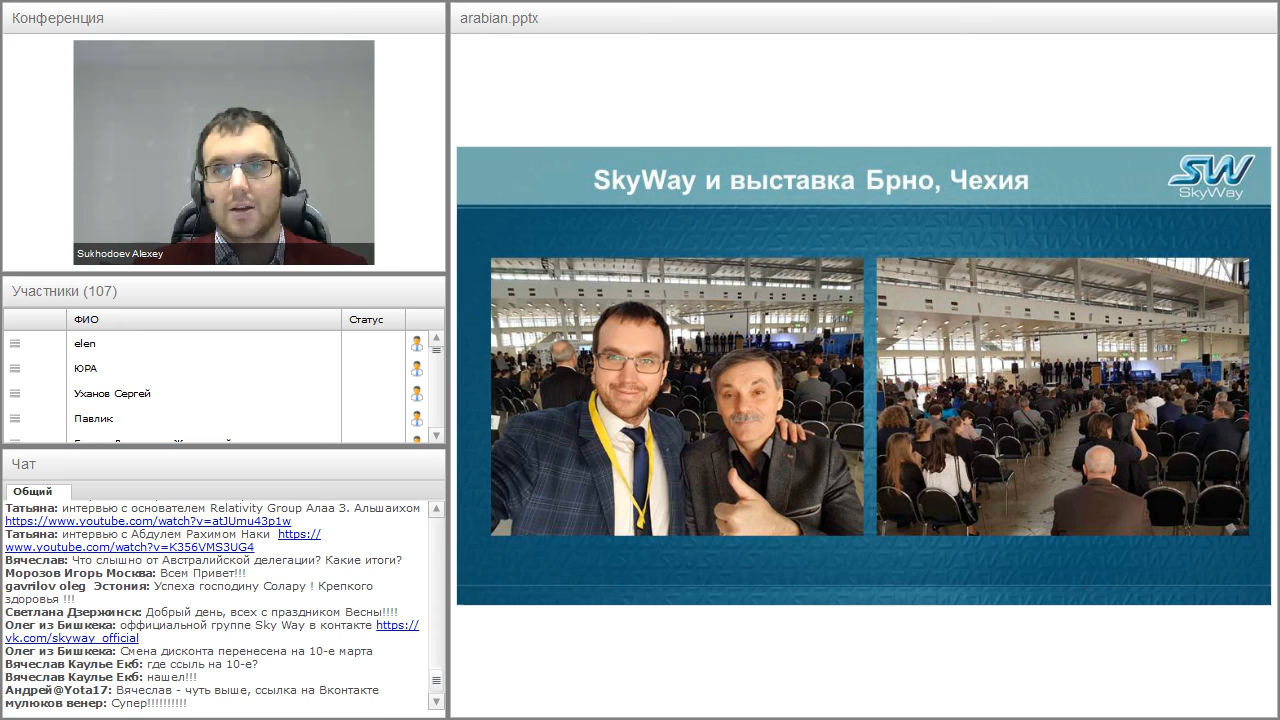 Конференция
Sukhodoev Alexey
Участники (107)
ФИО Статус
elen
ЮРА
Уханов Сергей
Павлик
Чат
Общий
Татьяна: интервью с основателем Relativity Group Алаа З. Альшаихом
https://www.youtube.com/watch?v=atJUmu43p1w
Татьяна: интервью с Абдулем Рахимом Наки https://
www.youtube.com/watch?v=K356VMS3UG4
Вячеслав: Что слышно от Австралийской делегации? Какие итоги?
Морозов Игорь Москва: Всем Привет!!!
gavrilov oleg Эстония: Успеха господину Солару ! Крепкого
здоровья !!!
Светлана Дзержинск: Добрый день, всех с праздником Весны!!!!
Олег из Бишкека: оффициальной группе Sky Way в контакте https://
vk.com/skyway_official
Олег из Бишкека: Смена дисконта перенесена на 10-е марта
Вячеслав Каулье Екб: где ссыль на 10-е?
Вячеслав Каулье Екб: нашел!!!
Андрей@Yota17: Вячеслав - чуть выше, ссылка на Вконтакте
мулюков венер: Супер!!!!!!!!!!
arabian.pptx
SkyWay и выставка Брно, Чехия
SW
SkyWay